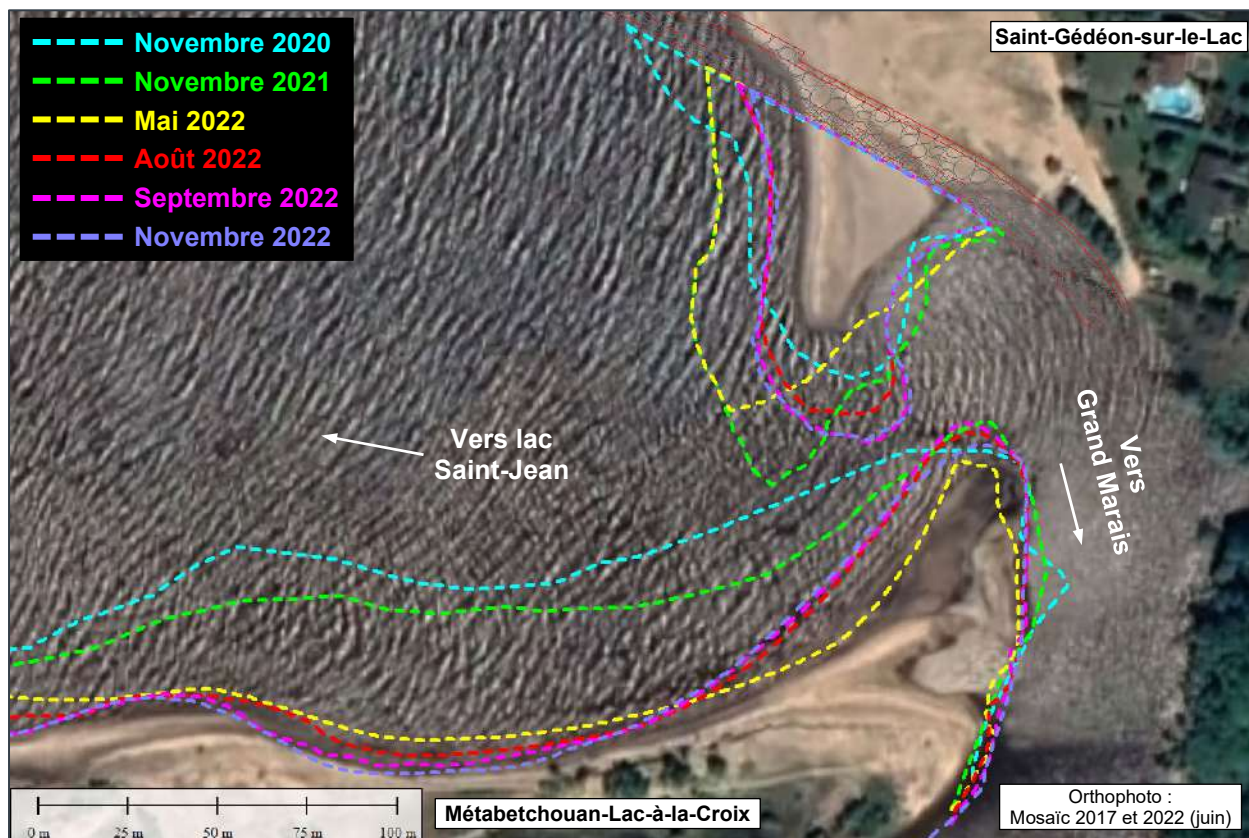 Novembre 2020
Novembre 2021
Mai 2022
Août 2022
Septembre 2022
Novembre 2022
Saint-Gédéon-sur-le-Lac
Vers lac
Saint-Jean
Vers
Grand Marais
0 m
25 m
50 m
75 m
100 m
Métabetchouan-Lac-à-la-Croix
Orthophoto :
Mosaïc 2017 et 2022 (juin)